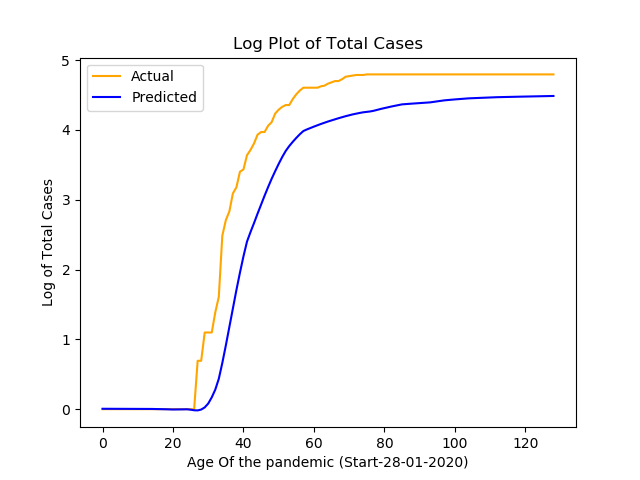 Log Plot of Total Cases
Actual
Predicted
5
4
3
2
1
0
Log of Total Cases
0 20 40 60 80 100 120
Age Of the pandemic (Start-28-01-2020)